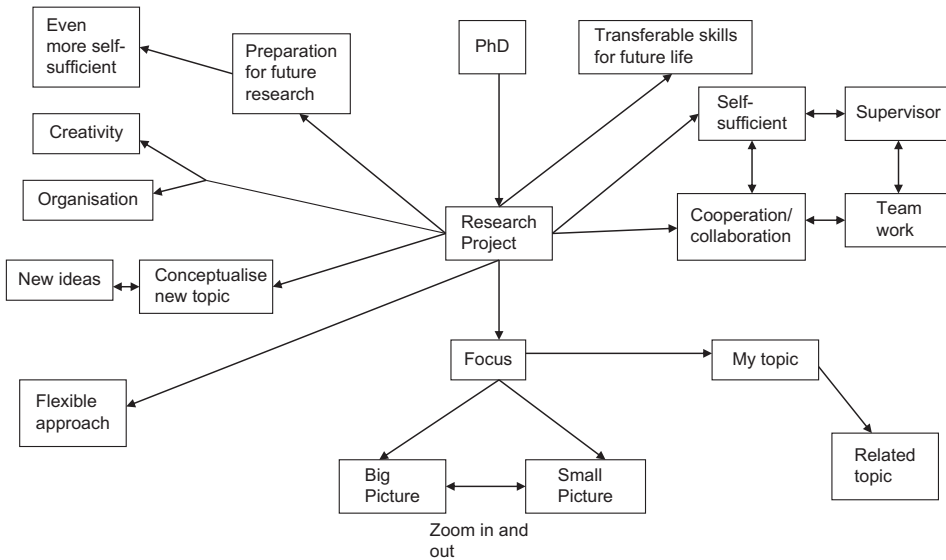 Even
more self-
sufficient
Preparation
for future
research
PhD
Transferable skills
for future life
Creativity
Organisation
Self-
sufficient
Supervisor
Research
Project
Cooperation/
collaboration
Team
work
New ideas
Conceptualise
new topic
Focus
My topic
Flexible
approach
Related
topic
Big
Picture
Small
Picture
Zoom in and
out